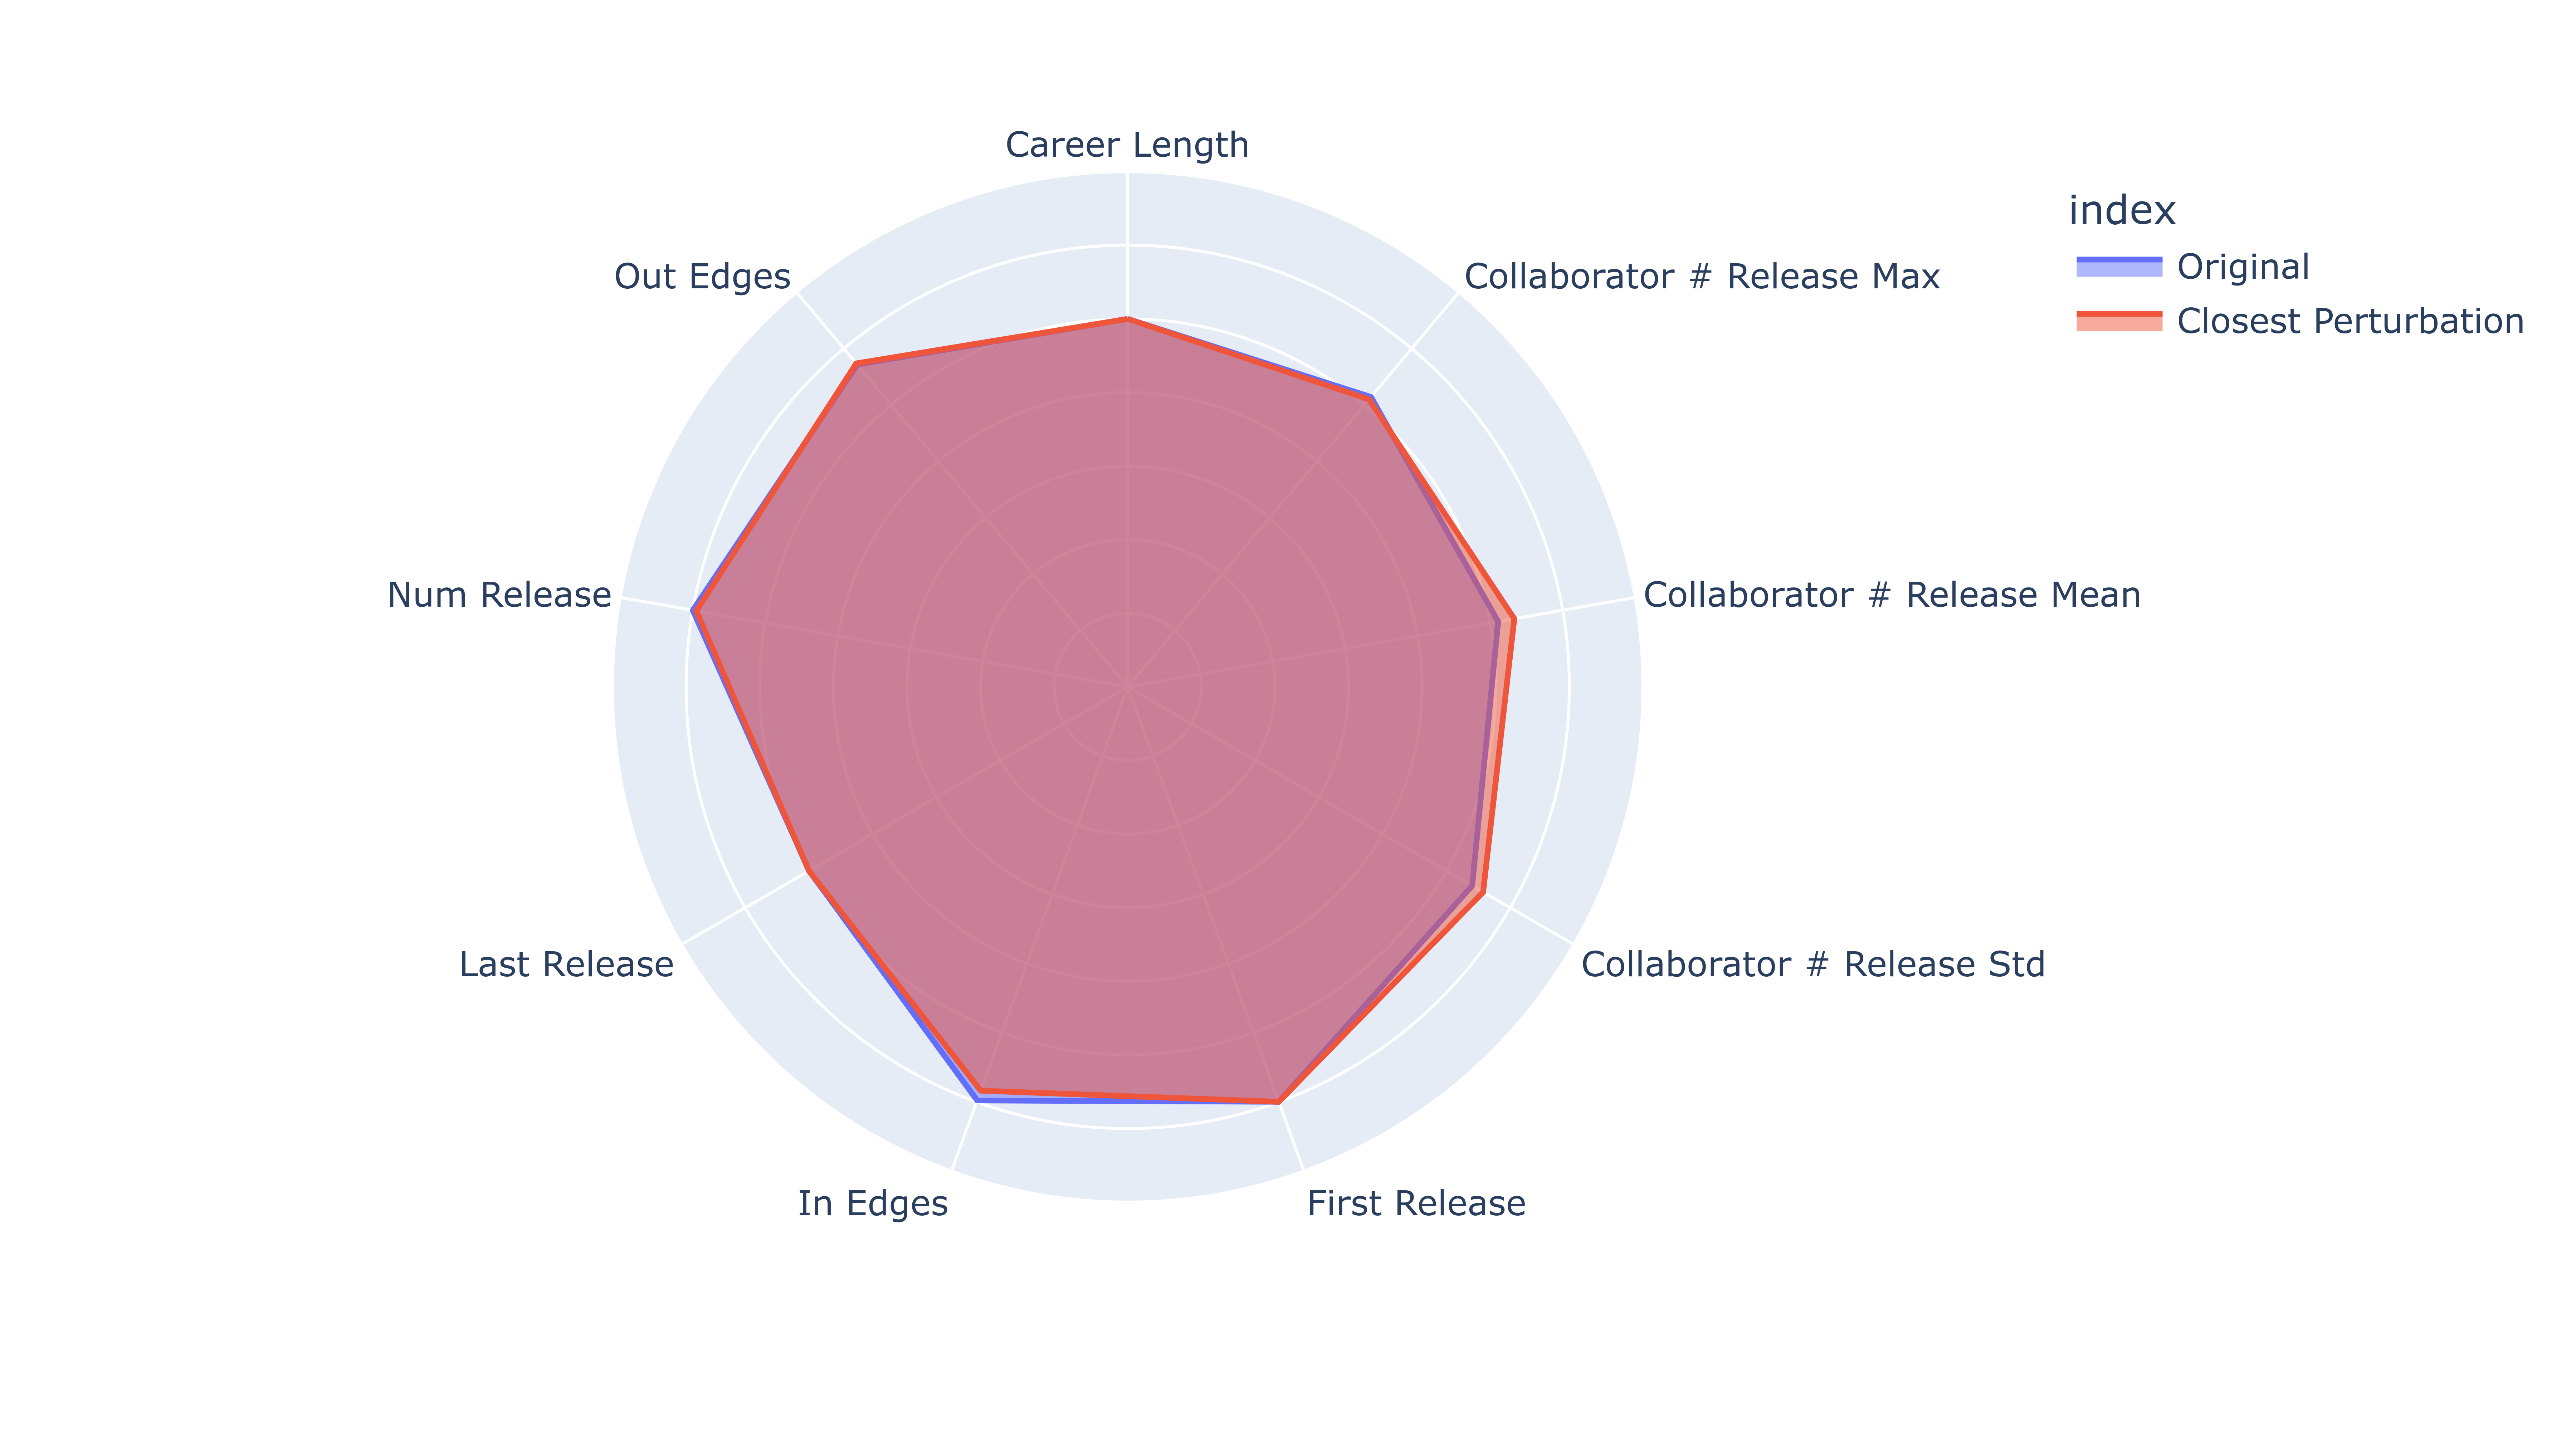 Career Length
Out Edges
Collaborator # Release Max
index
Original
Closest Perturbation
Num Release
Collaborator # Release Mean
Last Release
Collaborator # Release Std
In Edges
First Release